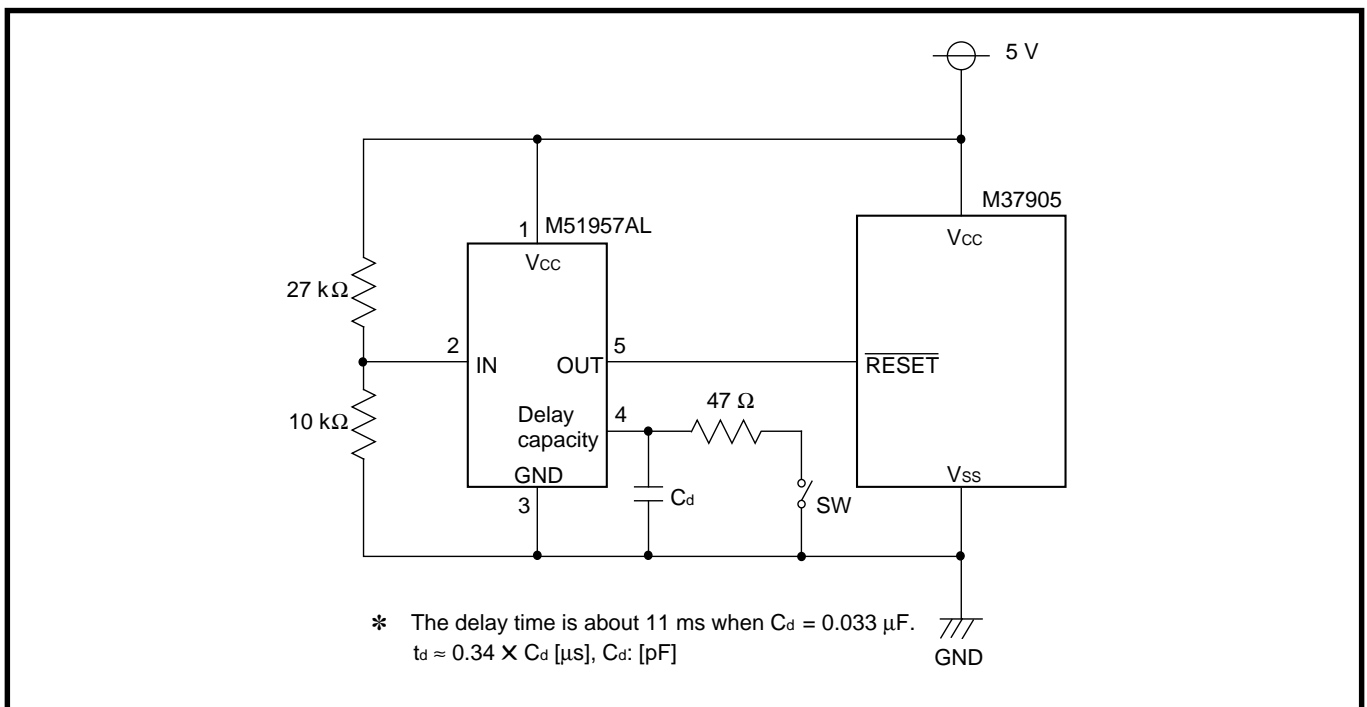 5 V
M37905
1
M51957AL
Vcc
VCC
27 kΩ
2
IN
OUT
5
RESET
10 kΩ
Delay
capacity
4
47 Ω
GND
3
Cd
SW
Vss
✻ The delay time is about 11 ms when Cd = 0.033 μF.
td ≈ 0.34 ✕ Cd [μs], Cd: [pF]
GND